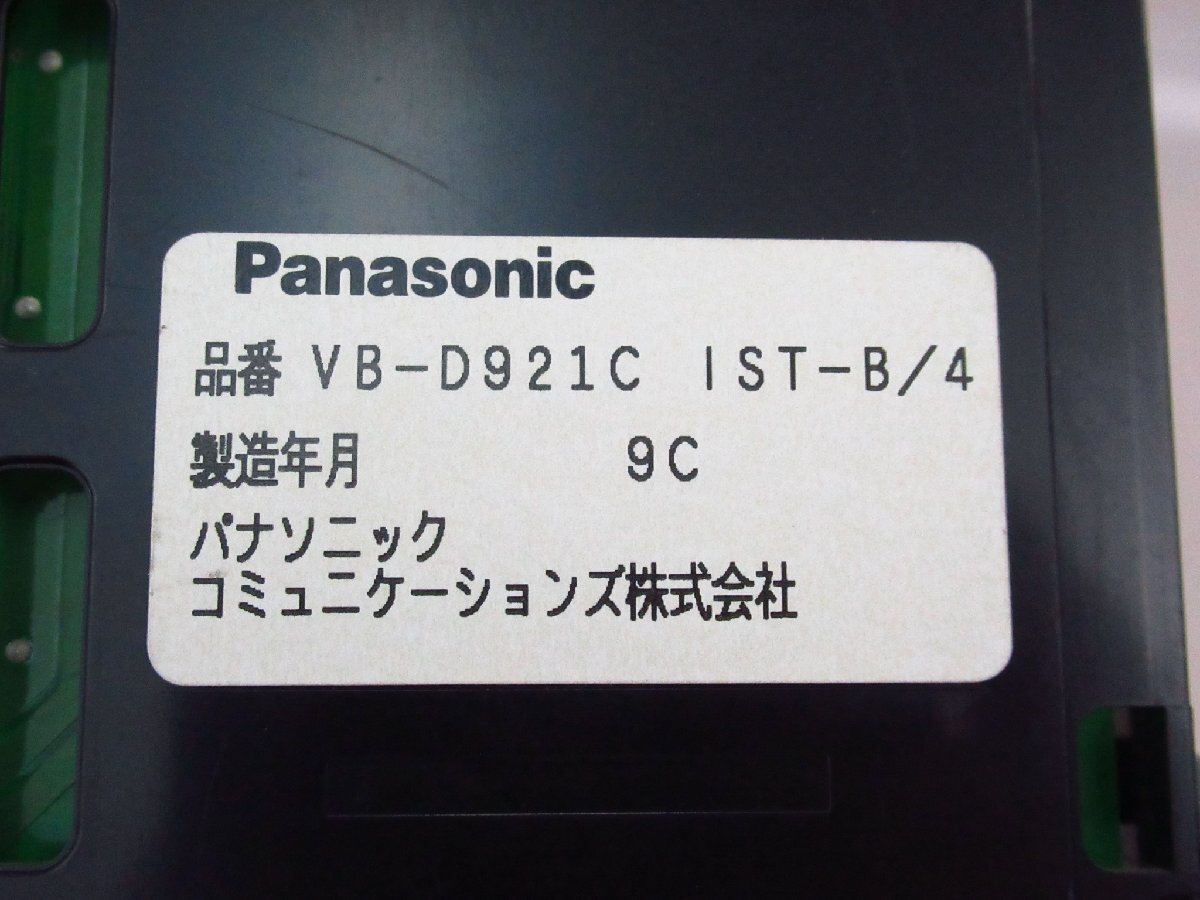 Panasonic
品番 VB-D921C IST-B/4
製造年月 9C
パナソニック
コミュニケーションズ株式会社